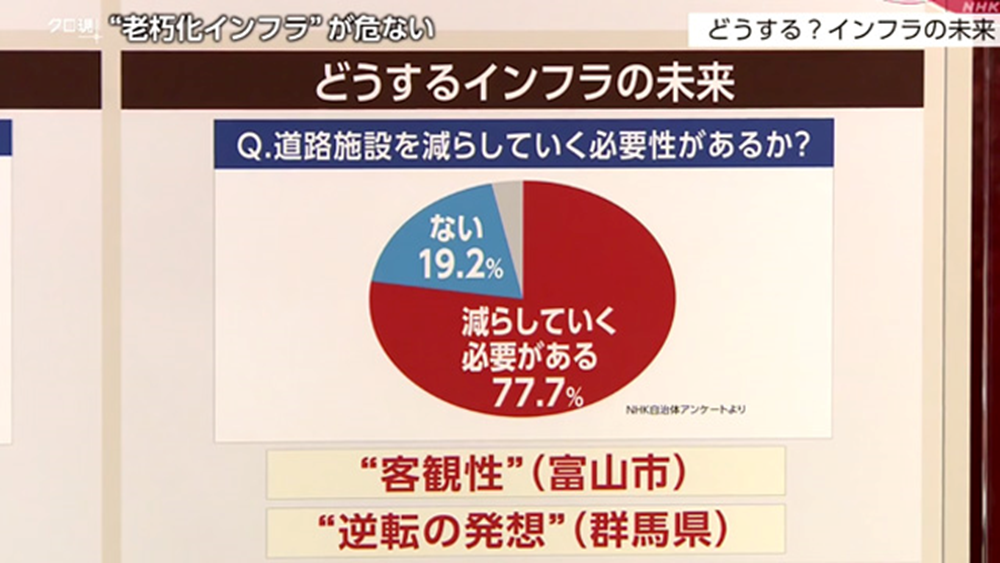 クロ現
“老朽化インフラ”が危ない
NHK
どうする？インフラの未来
どうするインフラの未来
Q.道路施設を減らしていく必要性があるか?
ない
19.2%
減らしていく
必要がある
77.7%
NHK自治体アンケートより
“客観性”（富山市）
“逆転の発想”（群馬県）